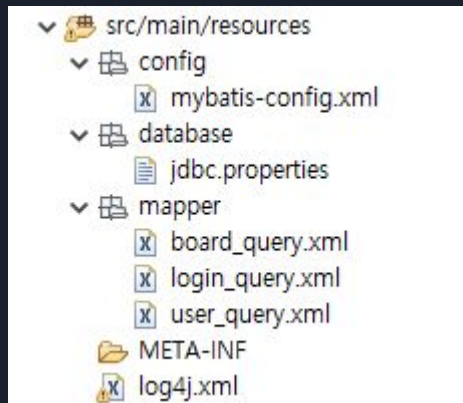 src/main/resources
config
mybatis-config.xml
database
jdbc.properties
mapper
board_query.xml
login_query.xml
user_query.xml
META-INF
log4j.xml